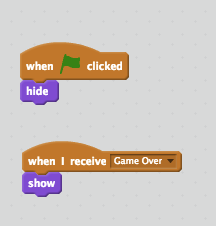 when clicked
hide
when I receive Game Over
show